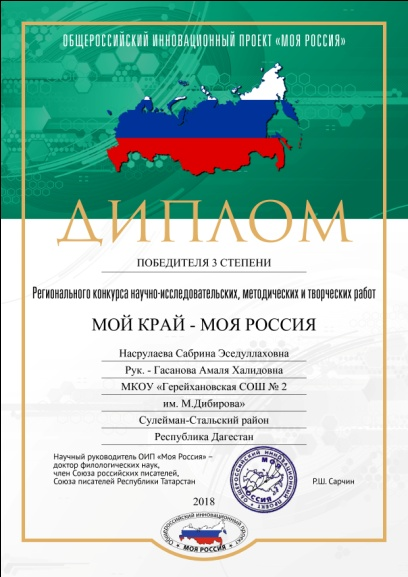 ОБЩЕРОССИЙСКИЙ ИННОВАЦИОННЫЙ ПРОЕКТ «МОЯ РОССИЯ»
ДИПЛОМ
ПОБЕДИТЕЛЯ 3 СТЕПЕНИ
Регионального конкурса научно-исследовательских, методических и творческих работ
МОЙ КРАЙ - МОЯ РОССИЯ
Насрулаева Сабрина Эседуллаховна
Рук. - Гасанова Амаля Халидовна
МКОУ «Герейхановская СОШ № 2
им. М.Дибирова»
Сулейман-Стальский район
Республика Дагестан
Научный руководитель ОИП «Моя Россия» –
доктор филологических наук,
член Союза российских писателей,
Союза писателей Республики Татарстан
Р.Ш. Сарчин
ОБЩЕРОССИЙСКИЙ ИННОВАЦИОННЫЙ ПРОЕКТ
МОЯ
РОССИЯ
2018
ОБЩЕРОССИЙСКИЙ ИННОВАЦИОННЫЙ ПРОЕКТ
МОЯ РОССИЯ